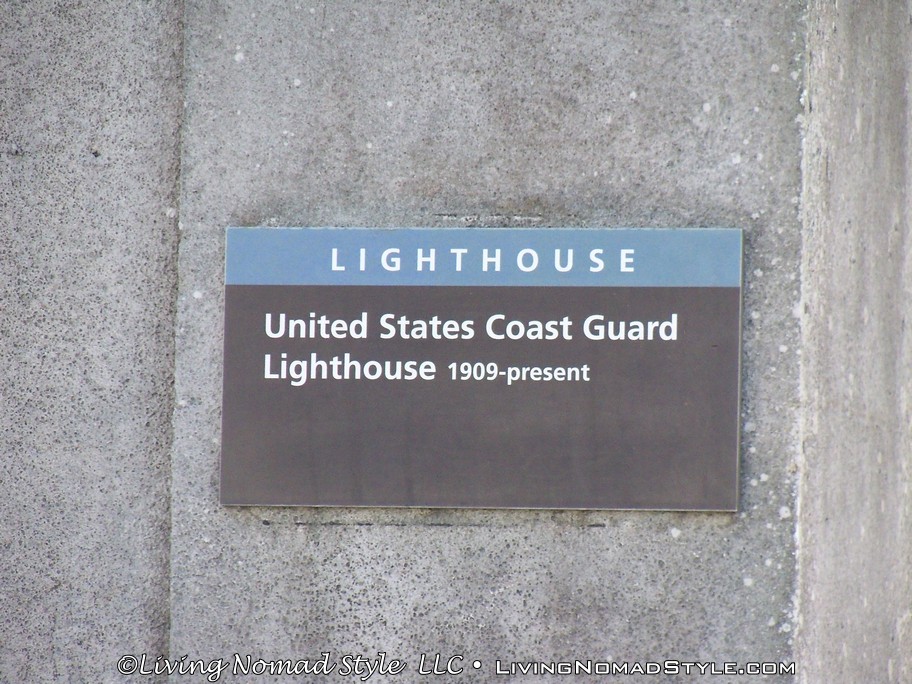 LIGHTHOUSE
United States Coast Guard
Lighthouse 1909-present
©Living Nomad Style LLC • LivingNomadStyle.com